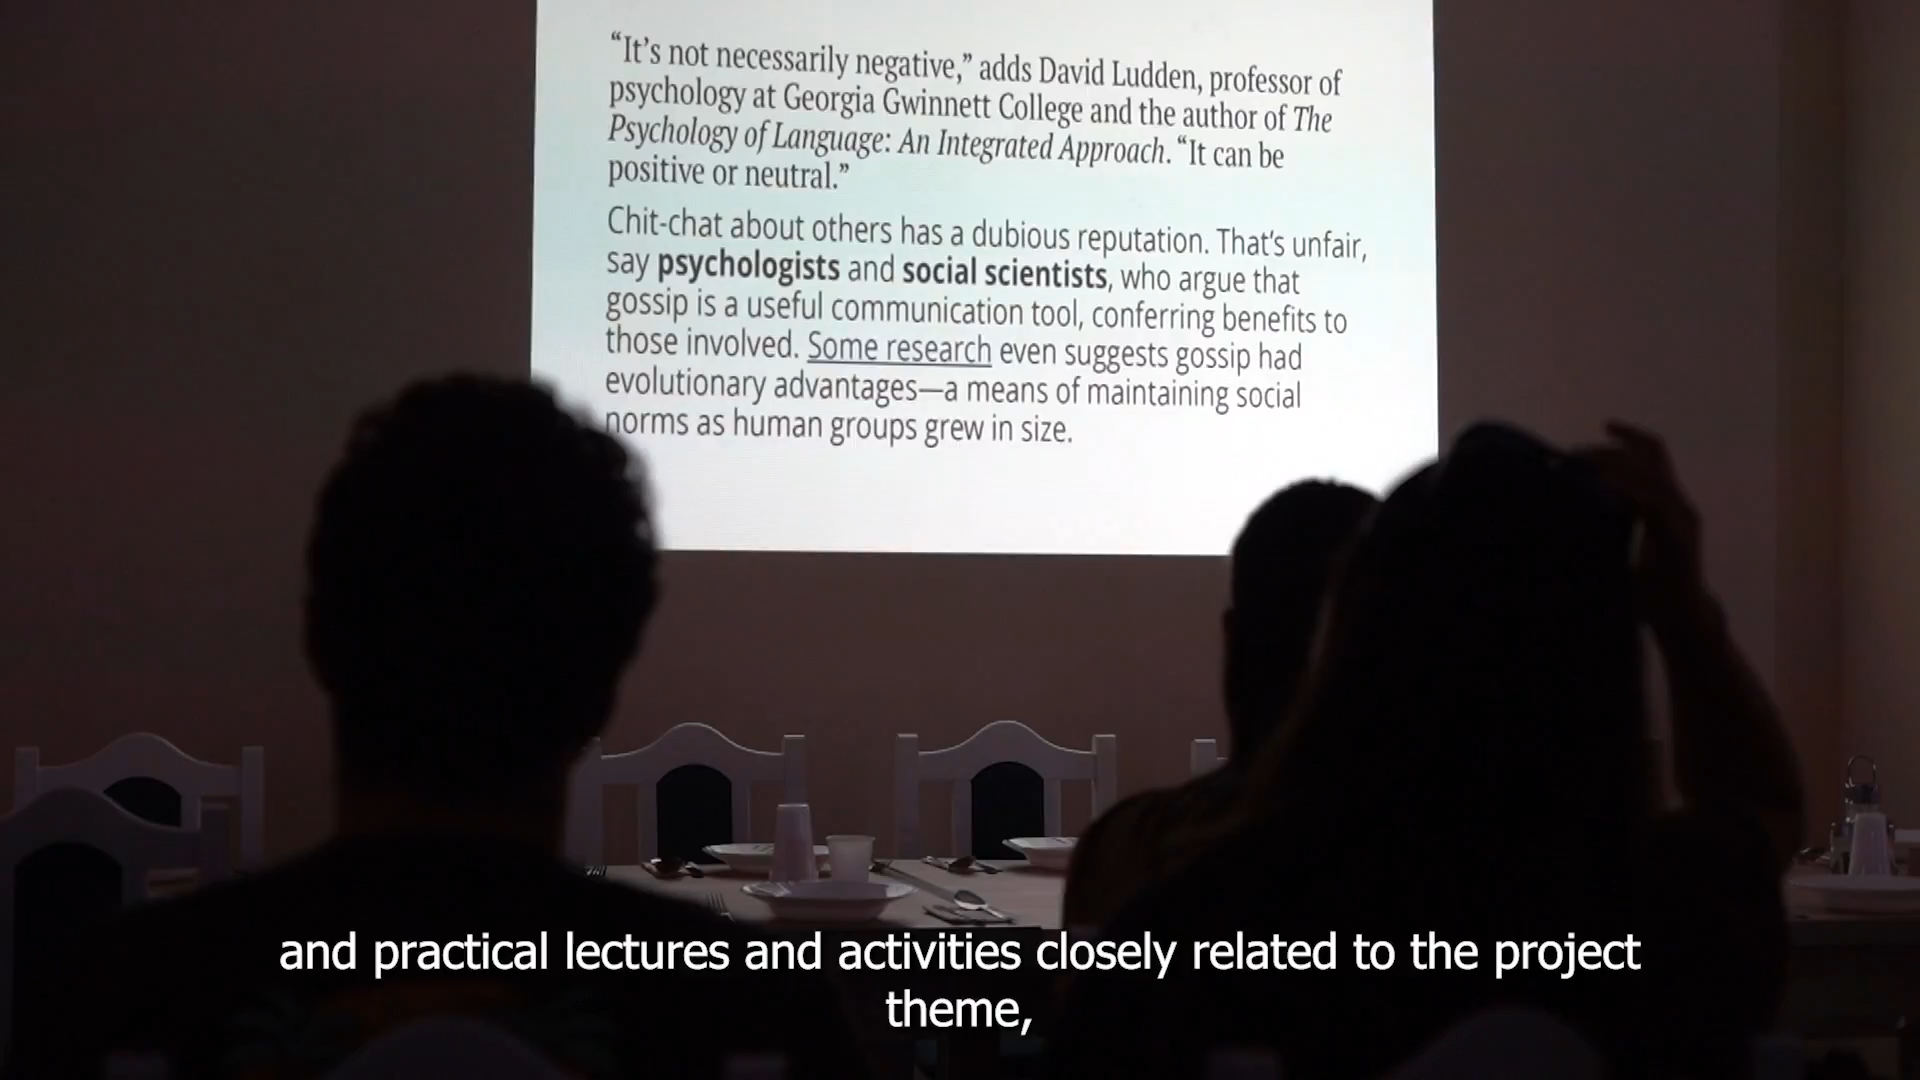 “It’s not necessarily negative,” adds David Ludden, professor of
psychology at Georgia Gwinnett College and the author of The
Psychology of Language: An Integrated Approach. “It can be
positive or neutral.”
Chit-chat about others has a dubious reputation. That’s unfair,
say psychologists and social scientists, who argue that
gossip is a useful communication tool, conferring benefits to
those involved. Some research even suggests gossip had
evolutionary advantages—a means of maintaining social
norms as human groups grew in size.
and practical lectures and activities closely related to the project
theme,